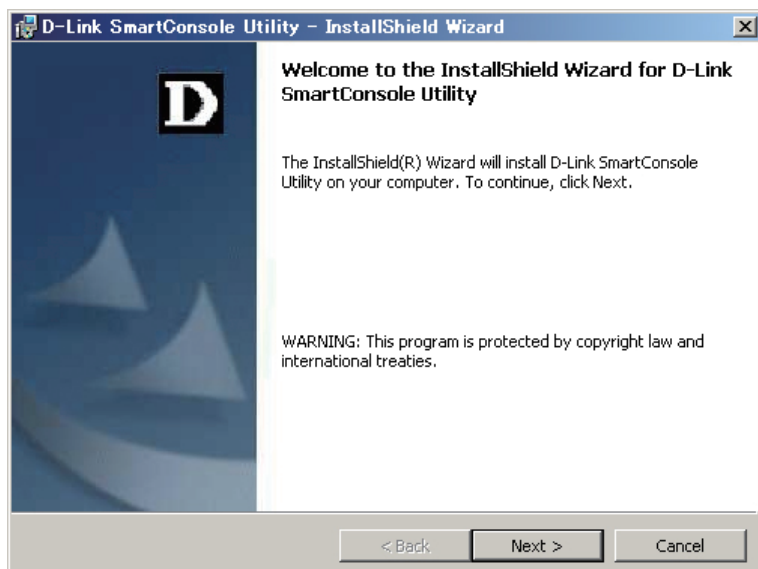 D-Link SmartConsole Utility - InstallShield Wizard
D
Welcome to the InstallShield Wizard for D-Link
SmartConsole Utility
The InstallShield(R) Wizard will install D-Link SmartConsole
Utility on your computer. To continue, click Next.
WARNING: This program is protected by copyright law and
international treaties.
< Back Next > Cancel